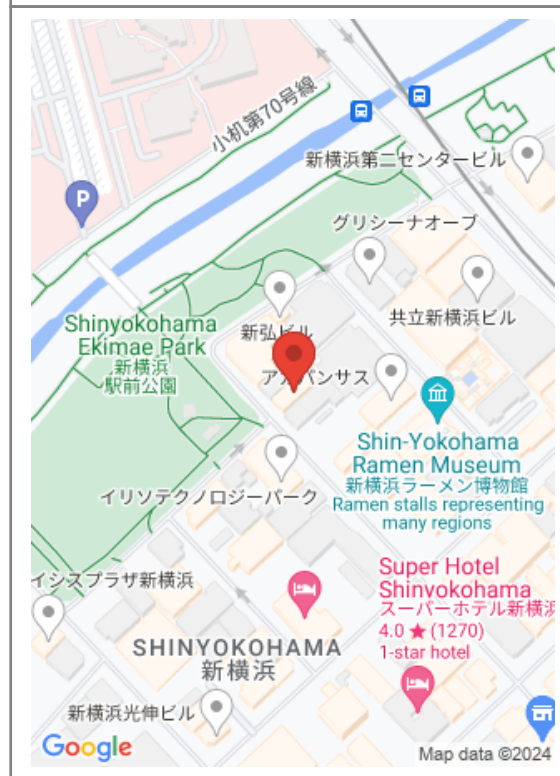 小机第70号線
P
新横浜第二センタービル
グリシーナオーブ
新弘ビル
共立新横浜ビル
Shinyokohama
Ekimae Park
新横浜
駅前公園
Shin-Yokohama
Ramen Museum
新横浜ラーメン博物館
Ramen stalls representing
many regions
イリソテクノロジーパーク
イシスプラザ新横浜
Super Hotel
Shinyokohama
スーパーホテル新横浜
4.0 ★ (1270)
1-star hotel
SHINYOKOHAMA
新横浜
新横浜光伸ビル
Google
Map data ©2024